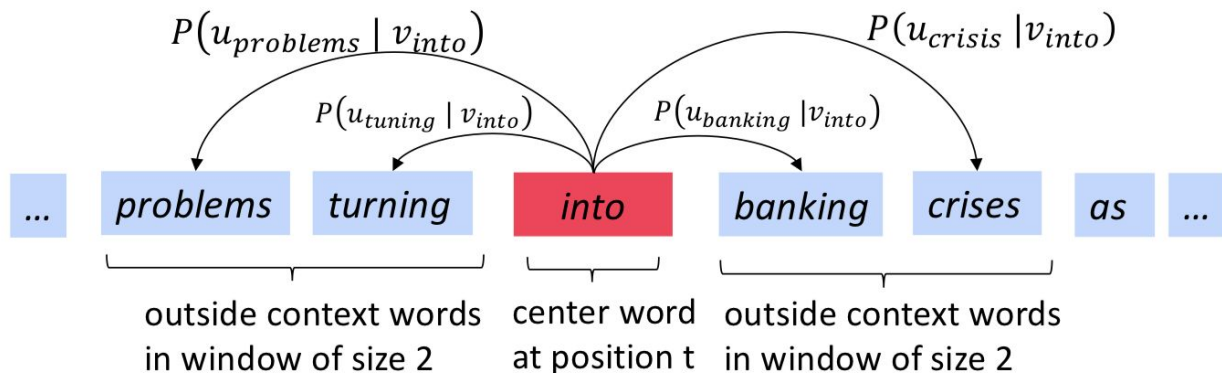 P(u_problems | v_into)
P(u_crisis |v_into)
P(u_tuning | v_into)
P(u_banking |v_into)
... problems turning into banking crises as ...
outside context words
in window of size 2
center word
at position t
outside context words
in window of size 2